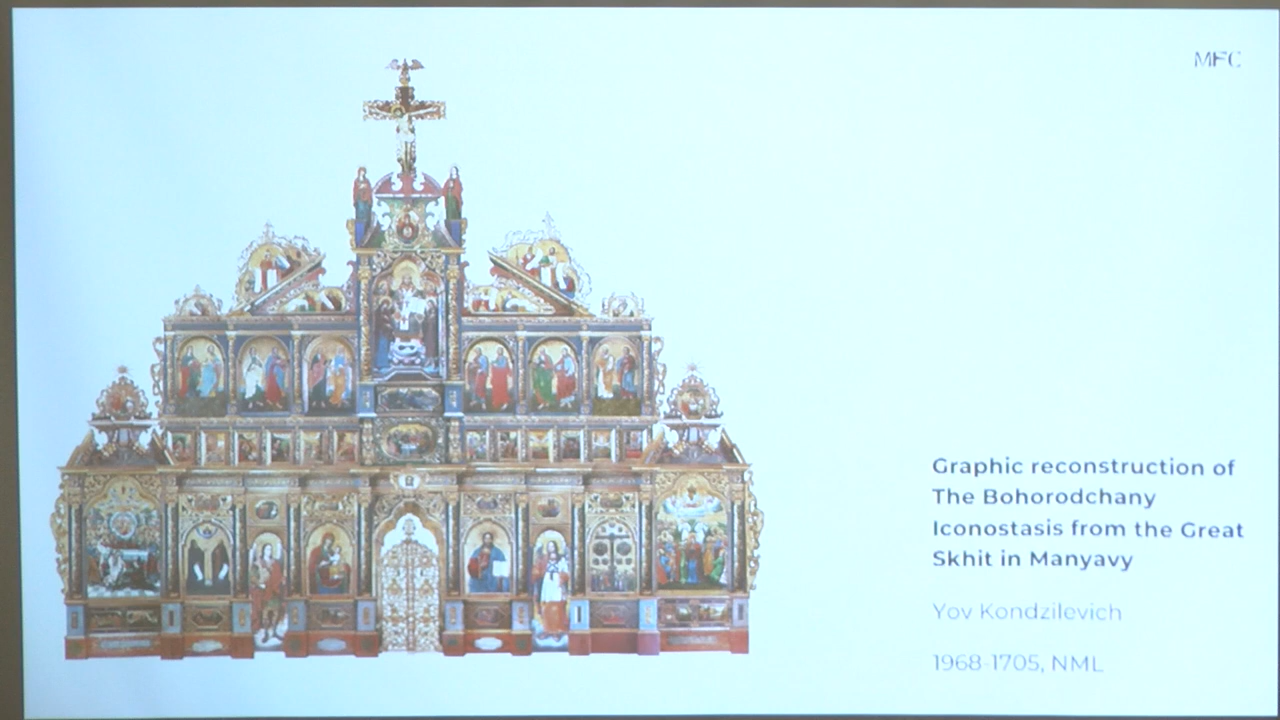 MFC
Graphic reconstruction of
The Bohorodchany
Iconostasis from the Great
Skhit in Manyavy
Yov Kondzilevich
1968-1705, NML